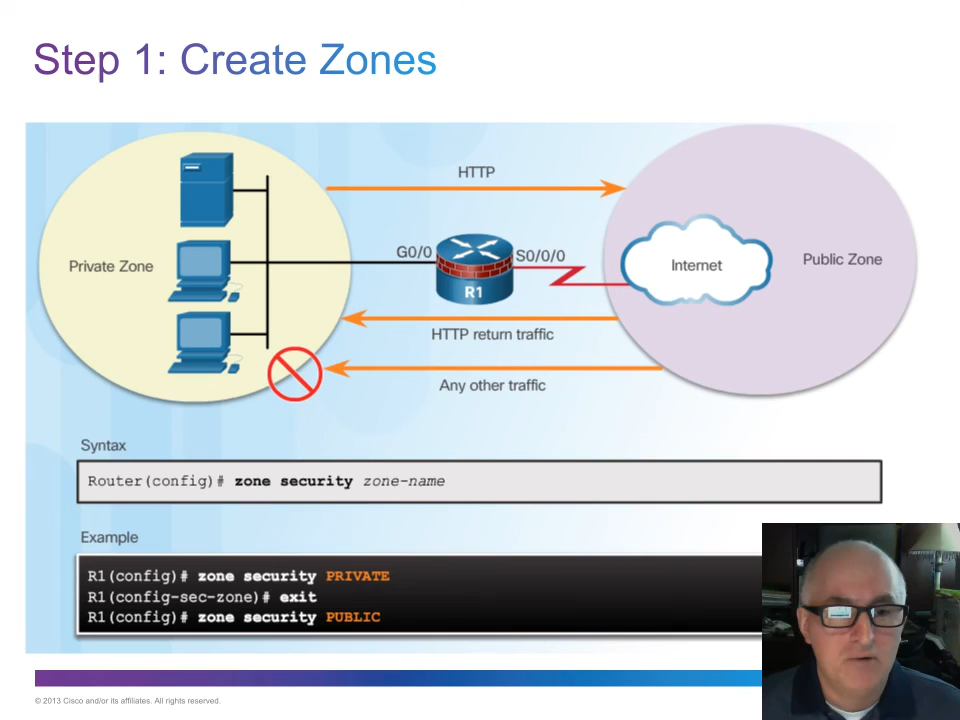 Step 1: Create Zones
HTTP
Private Zone
G0/0
S0/0/0
R1
Internet
Public Zone
HTTP return traffic
Any other traffic
Syntax
Router(config)# zone security zone-name
Example
R1(config)# zone security PRIVATE
R1(config-sec-zone)# exit
R1(config)# zone security PUBLIC
© 2013 Cisco and/or its affiliates. All rights reserved.